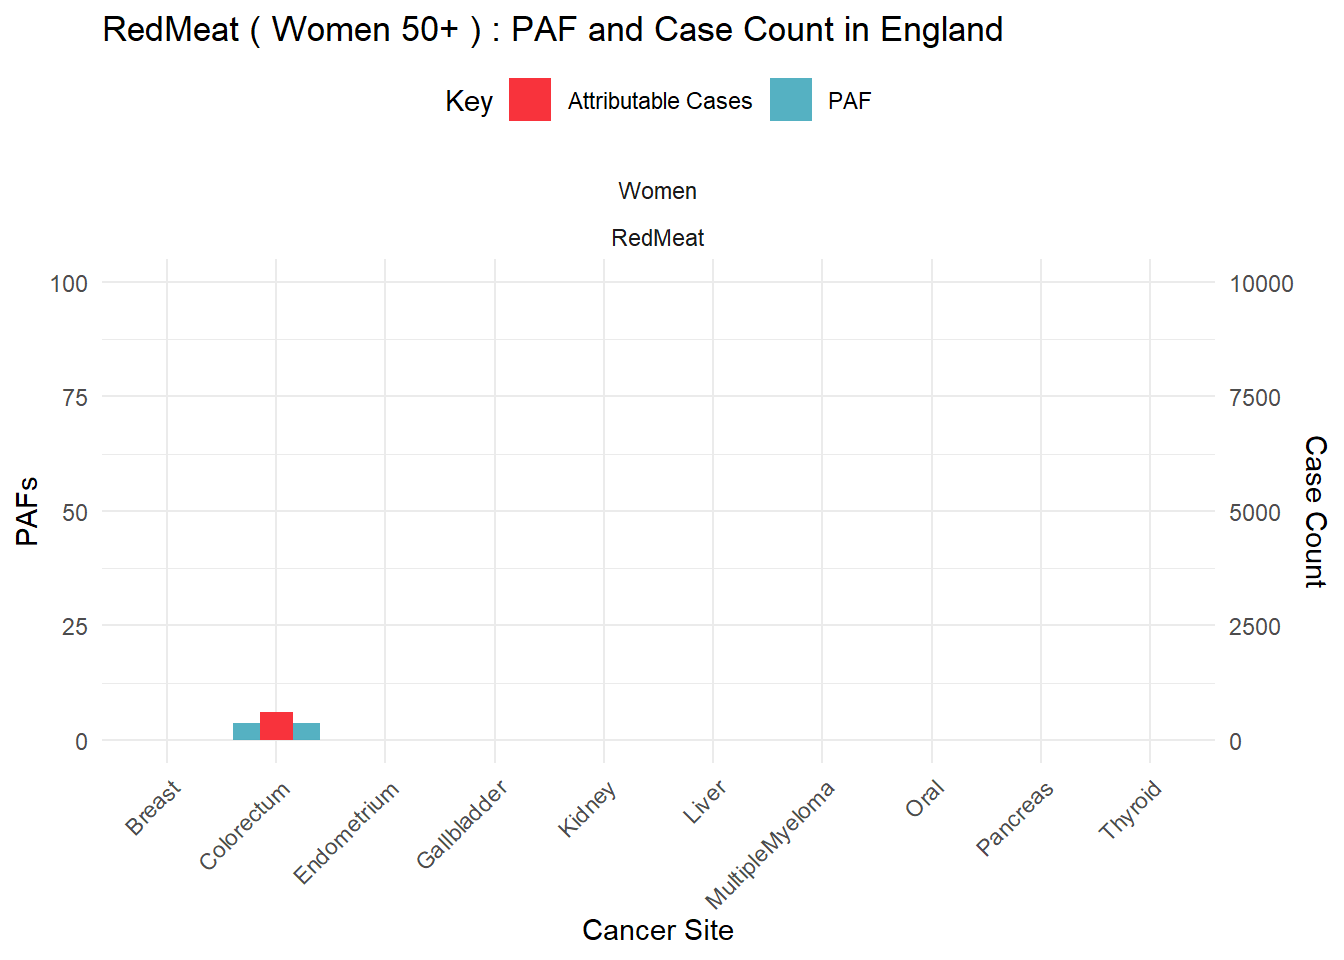 RedMeat ( Women 50+ ) : PAF and Case Count in England
Key Attributable Cases PAF
Women
RedMeat
100 10000
75 7500
50 5000
25 2500
0 0
PAFs
Case Count
Breast
Colorectum
Endometrium
Gallbladder
Kidney
Liver
MultipleMyeloma
Oral
Pancreas
Thyroid
Cancer Site